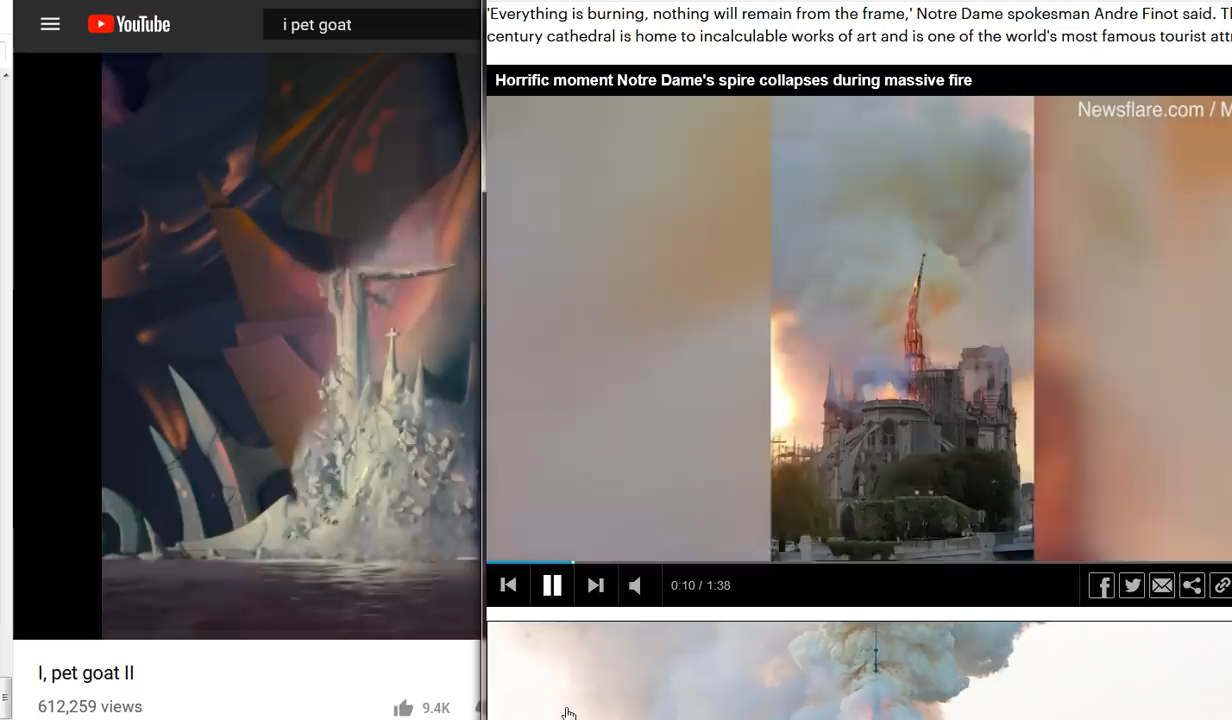 YouTube
i pet goat
I, pet goat II
612,259 views
9.4K
'Everything is burning, nothing will remain from the frame,' Notre Dame spokesman Andre Finot said.
century cathedral is home to incalculable works of art and is one of the world's most famous tourist
Horrific moment Notre Dame's spire collapses during massive fire
Newsflare.com /
0:10 / 1:38